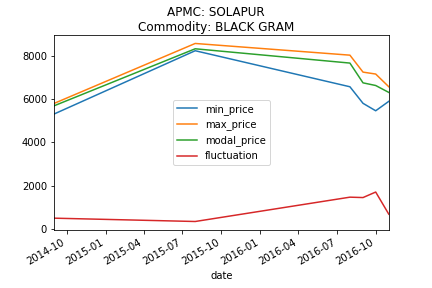 APMC: SOLAPUR
Commodity: BLACK GRAM
8000
6000
4000
2000
0
min_price
max_price
modal_price
fluctuation
2014-10
2015-01
2015-04
2015-07
2015-10
2016-01
2016-04
2016-07
2016-10
date